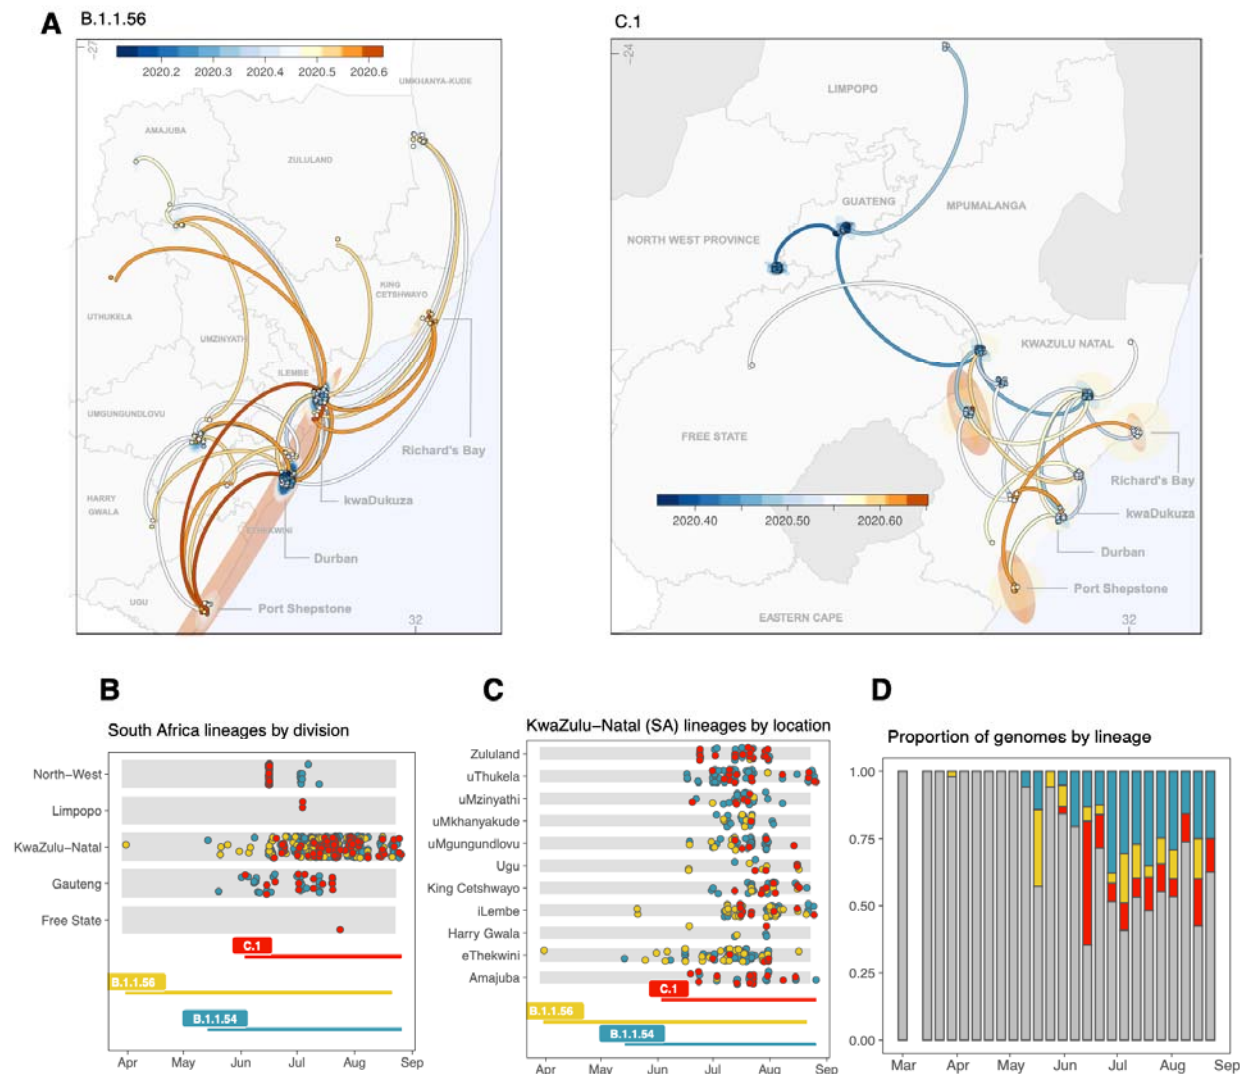 A B.1.1.56
C.1
-27
2020.2 2020.3 2020.4 2020.5 2020.6
UMKHANYA-KUDE
AMAJUBA
ZULULAND
KING
CETSHWAYO
UTHUKELA
UMZINYATHI
ILEMBE
UMGUNGUNDLOVU
Richard's Bay
HARRY
GWALA
kwaDukuza
ETHEKWINI
Durban
UGU
Port Shepstone
32
-24
LIMPOPO
GUATENG
MPUMALANGA
NORTH WEST PROVINCE
KWAZULU NATAL
FREE STATE
Richard's Bay
2020.40 2020.50 2020.60
kwaDukuza
Durban
Port Shepstone
EASTERN CAPE
32
B
South Africa lineages by division
North-West
Limpopo
KwaZulu-Natal
Gauteng
Free State
C.1
B.1.1.56
B.1.1.54
Apr May Jun Jul Aug Sep
C
KwaZulu-Natal (SA) lineages by location
Zululand
uThukela
uMzinyathi
uMkhanyakude
uMgungundlovu
Ugu
King Cetshwayo
iLembe
Harry Gwala
eThekwini
Amajuba
C.1
B.1.1.56
B.1.1.54
Apr May Jun Jul Aug Sep
D
Proportion of genomes by lineage
1.00
0.75
0.50
0.25
0.00
Mar Apr May Jun Jul Aug Sep